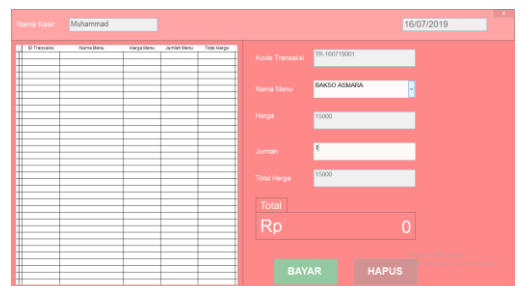 Nama Kasir Muhammad 16/07/2019
ID Transaksi Nama Menu Harga Menu Jumlah Menu Total Harga
Kode Transaksi TR-160719001
Nama Menu BAKSO ASMARA
Harga 15000
Jumlah 1
Total Harga 15000
Total
Rp 0
BAYAR HAPUS